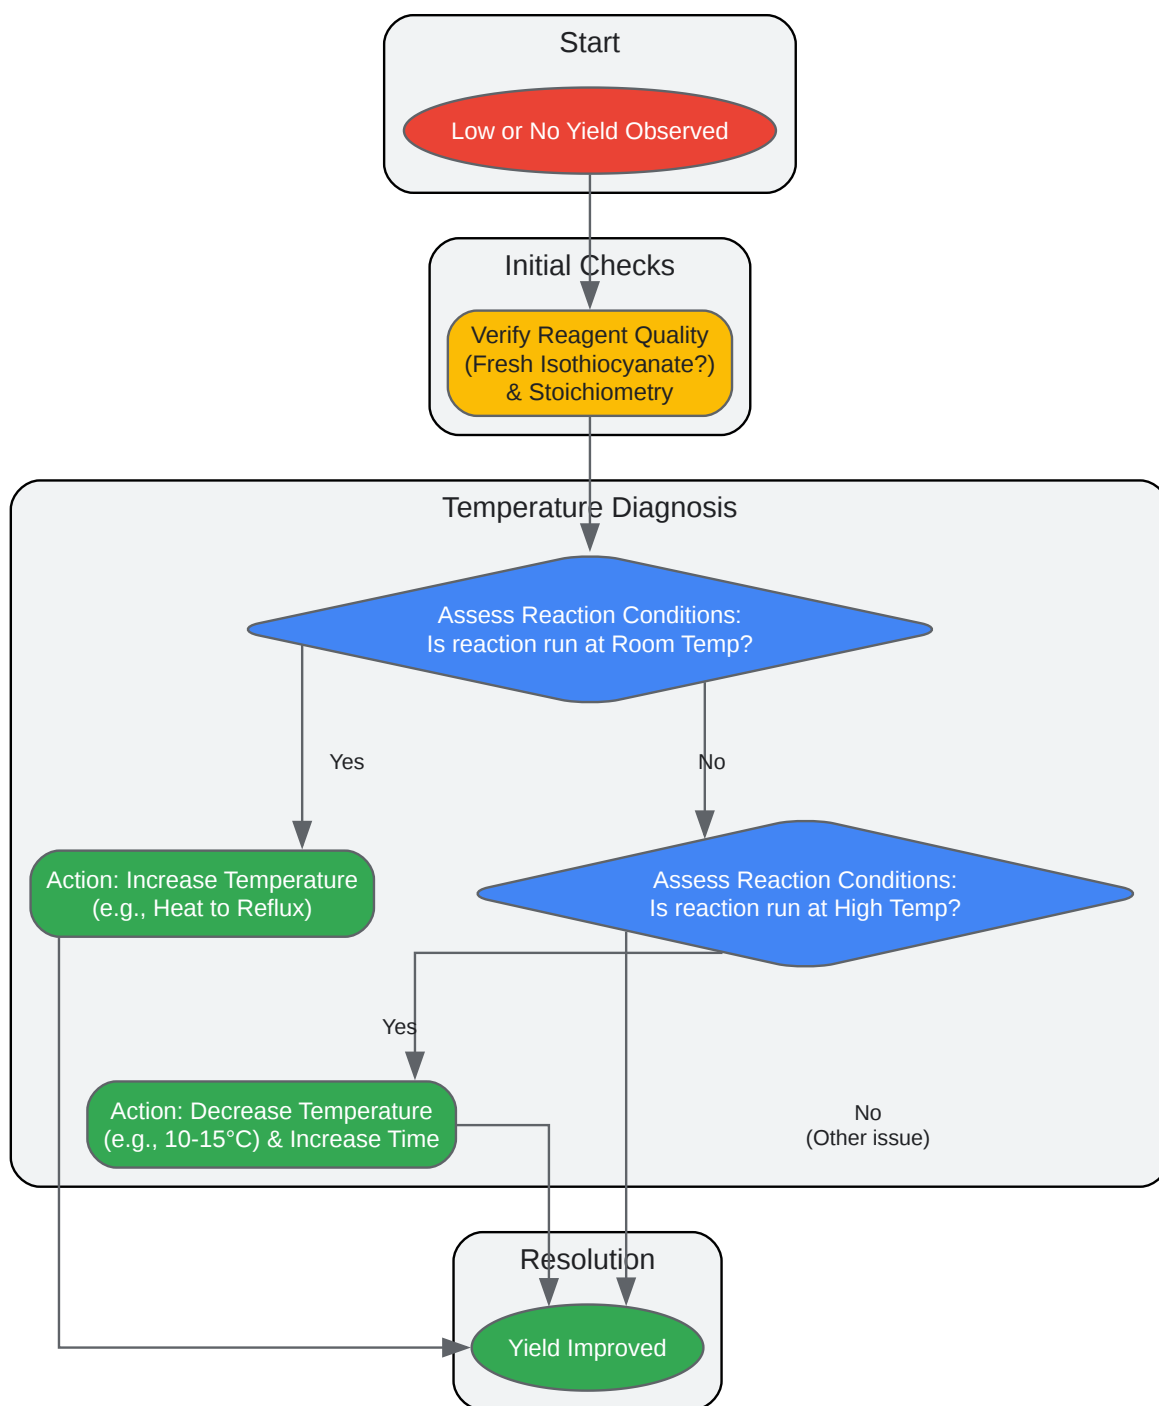 Start
Low or No Yield Observed
Initial Checks
Verify Reagent Quality
(Fresh Isothiocyanate?)
& Stoichiometry
Temperature Diagnosis
Assess Reaction Conditions:
Is reaction run at Room Temp?
Yes
No
Action: Increase Temperature
(e.g., Heat to Reflux)
Assess Reaction Conditions:
Is reaction run at High Temp?
Yes
Action: Decrease Temperature
(e.g., 10-15°C) & Increase Time
No
(Other issue)
Resolution
Yield Improved